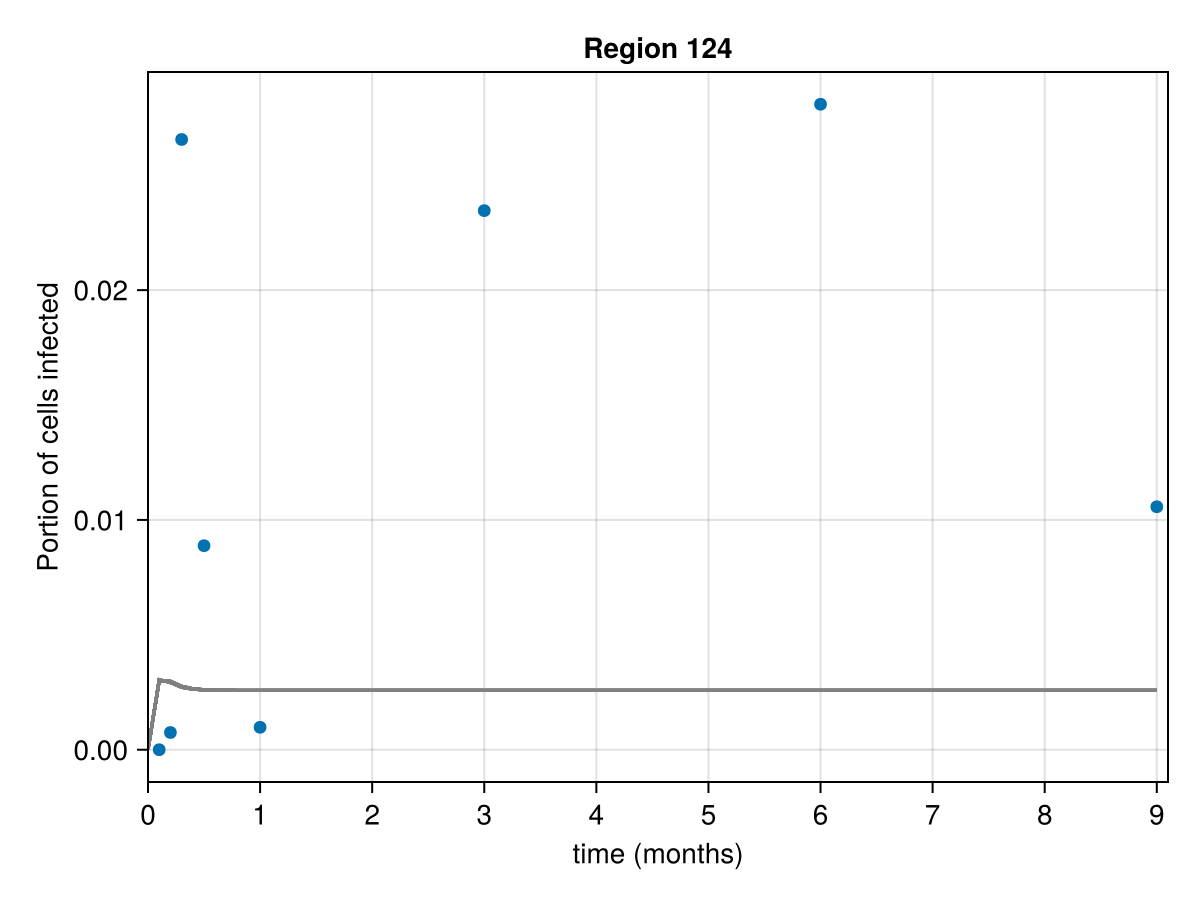 Region 124
Portion of cells infected
0.02
0.01
0.00
0 1 2 3 4 5 6 7 8 9
time (months)